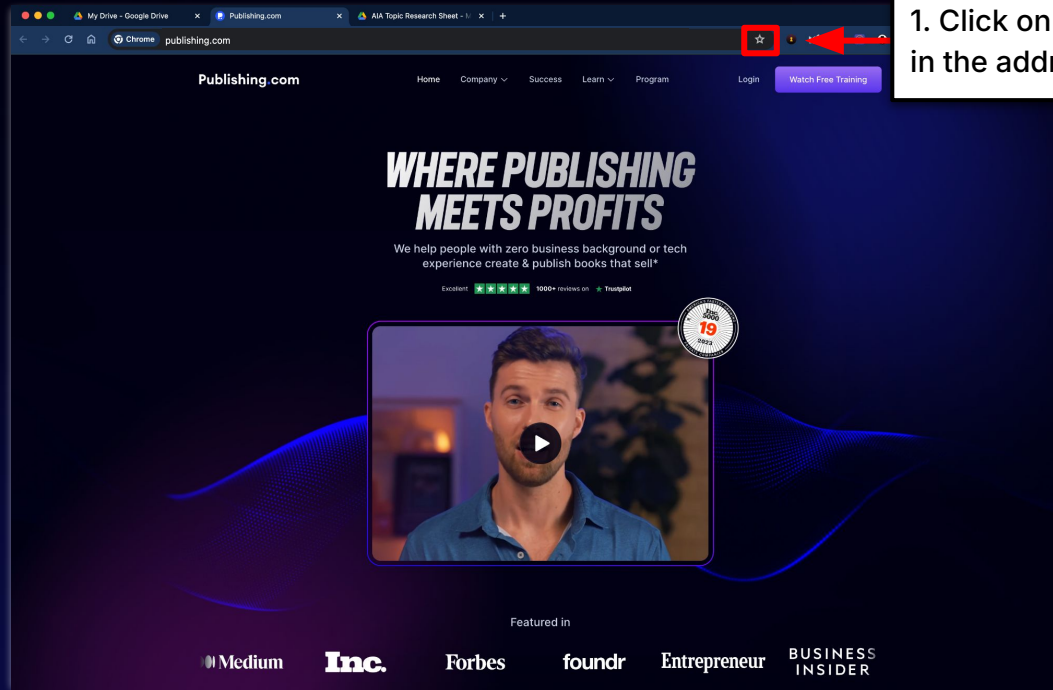 My Drive - Google Drive
Publishing.com
AIA Topic Research Sheet -
Chrome
publishing.com
1. Click on
in the addr
Publishing.com
Home
Company
Success
Learn
Program
Login
Watch Free Training
WHERE PUBLISHING
MEETS PROFITS
We help people with zero business background or tech
experience create & publish books that sell*
Excellent
1000+ reviews on
Trustpilot
Inc.
5000
19
2023
Featured in
Medium
Inc.
Forbes
foundr
Entrepreneur
BUSINESS
INSIDER